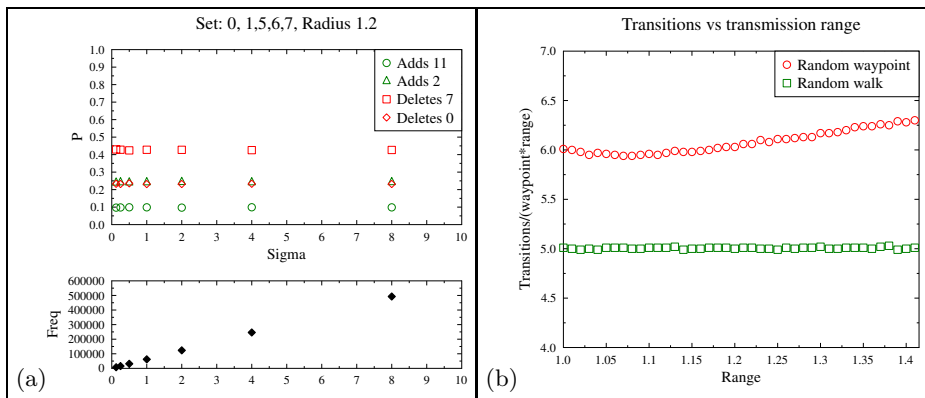 Set: 0, 1,5,6,7, Radius 1.2
1.0
0.9
0.8
0.7
0.6
0.5
0.4
0.3
0.2
0.1
0.0
P
Adds 11
Adds 2
Deletes 7
Deletes 0
0 1 2 3 4 5 6 7 8 9 10
Sigma
600000
500000
400000
300000
200000
100000
0
Freq
0 1 2 3 4 5 6 7 8 9 10
(a)
Transitions vs transmission range
7.0
6.5
6.0
5.5
5.0
4.5
4.0
Transitions/(waypoint*range)
Random waypoint
Random walk
1.0 1.05 1.1 1.15 1.2 1.25 1.3 1.35 1.4
Range
(b)